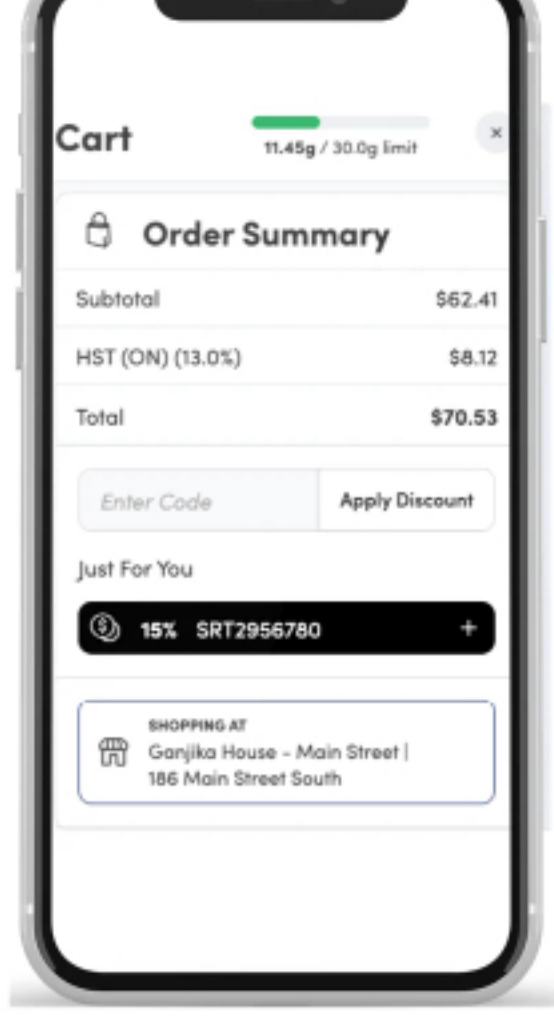 Cart
11.45g / 30.0g limit
×
Order Summary
Subtotal $62.41
HST (ON) (13.0%) $8.12
Total $70.53
Enter Code
Apply Discount
Just For You
15% SRT2956780 +
SHOPPING AT
Ganjika House - Main Street |
186 Main Street South